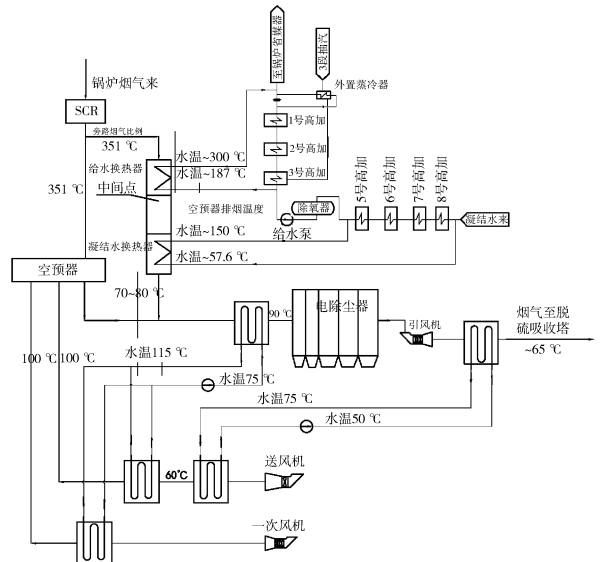 至锅炉省煤器
3段抽汽
外置蒸冷器
锅炉烟气来
SCR
旁路烟气比例
351 ℃
1号高加
2号高加
3号高加
水温~300 ℃
水温~187 ℃
给水换热器
中间点
351 ℃
空预器排烟温度
除氧器
给水泵
5号高加
6号高加
7号高加
8号高加
凝结水来
水温~150 ℃
凝结水换热器
水温~57.6 ℃
空预器
70~80 ℃
90 ℃
电除尘器
引风机
烟气至脱
硫吸收塔
~65 ℃
100 ℃
100 ℃
水温115 ℃
水温75 ℃
水温75 ℃
水温50 ℃
60℃
送风机
一次风机